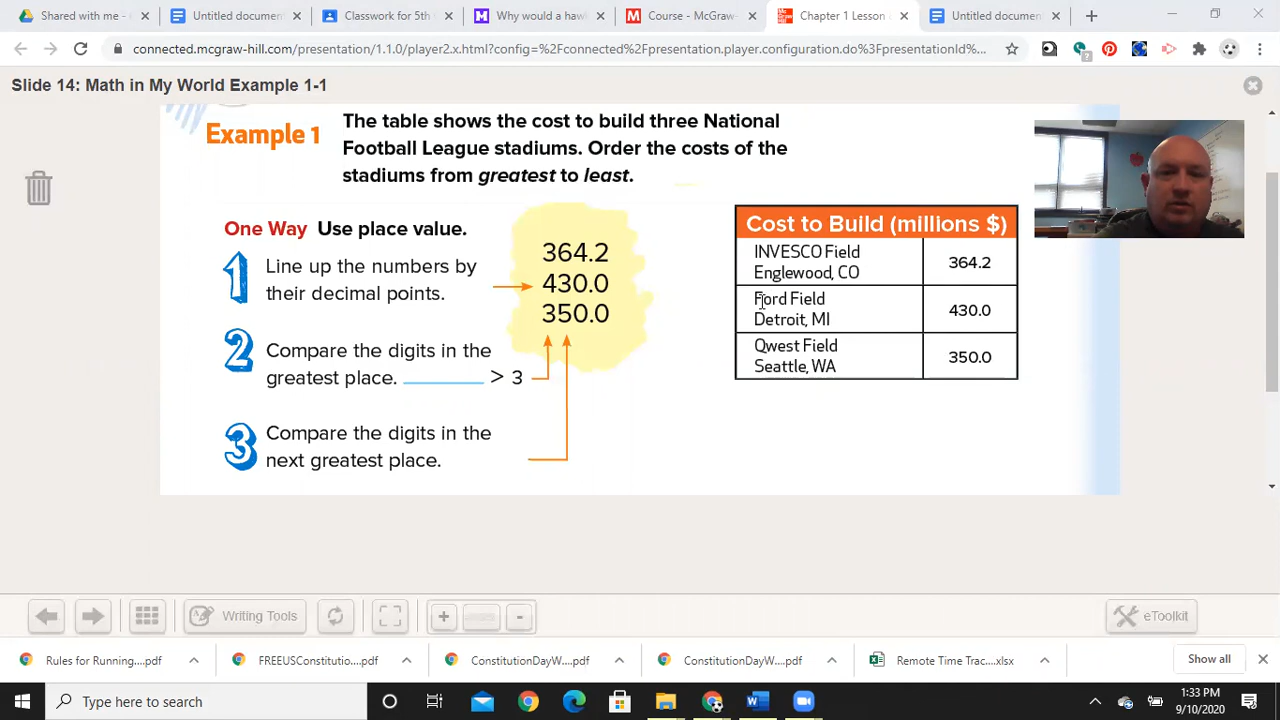 Shared with me -
Untitled document
Classwork for 5th
Why would a haw
Course - McGraw-
Chapter 1 Lesson
Untitled documen
connected.mcgraw-hill.com/presentation/1.1.0/player2.x.html?config=%2Fconnected%2Fpresentation.player.configuration.do%3FpresentationId%...
Slide 14: Math in My World Example 1-1
Example 1
The table shows the cost to build three National
Football League stadiums. Order the costs of the
stadiums from greatest to least.
One Way Use place value.
1 Line up the numbers by
their decimal points.
364.2
430.0
350.0
2 Compare the digits in the
greatest place. ________ > 3
3 Compare the digits in the
next greatest place.
Cost to Build (millions $)
INVESCO Field
Englewood, CO
364.2
Ford Field
Detroit, MI
430.0
Qwest Field
Seattle, WA
350.0
Writing Tools
+
-
eToolkit
Rules for Running....pdf
FREEUSConstitutio....pdf
ConstitutionDayW....pdf
ConstitutionDayW....pdf
Remote Time Trac....xlsx
Show all
Type here to search
1:33 PM
9/10/2020